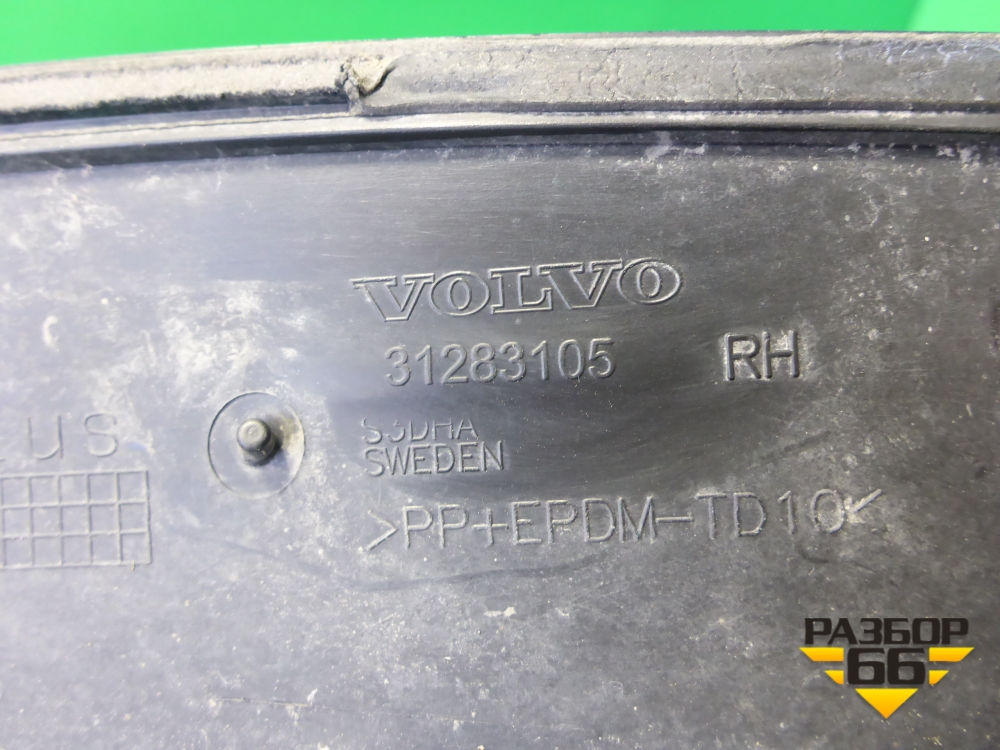 VOLVO
31283105 RH
SWEDEN
>PP+EPDM-TD10<
РАЗБОР
66